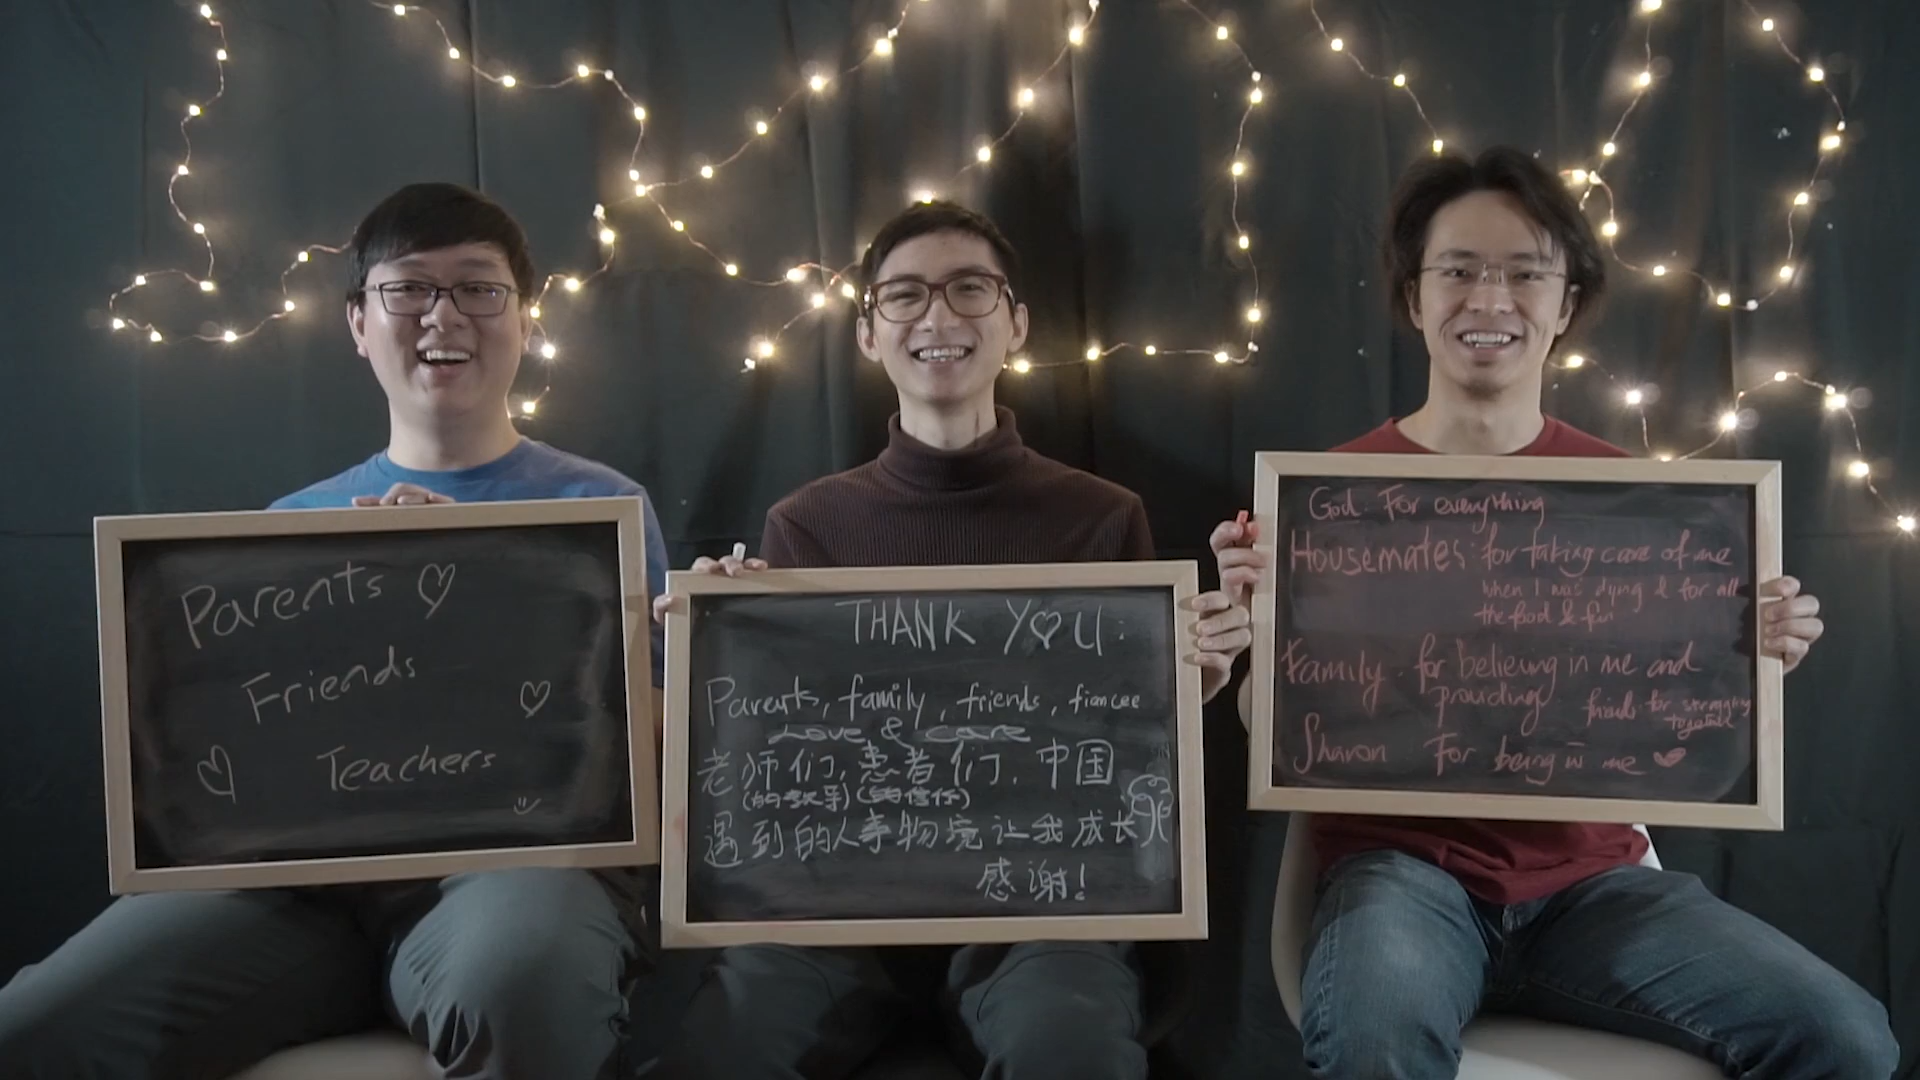 Parents
Friends
Teachers
THANK YOU:
Parents, family, friends, fiancee
Love & care
老师们, 患者们, 中国
(的教导) (的信任)
遇到的人事物境让我成长
感谢!
God. For everything
Housemates: for taking care of me
when I was dying & for all
the food & fun
Family. for believing in me and
providing
friends for struggling
together
Sharon For being w me